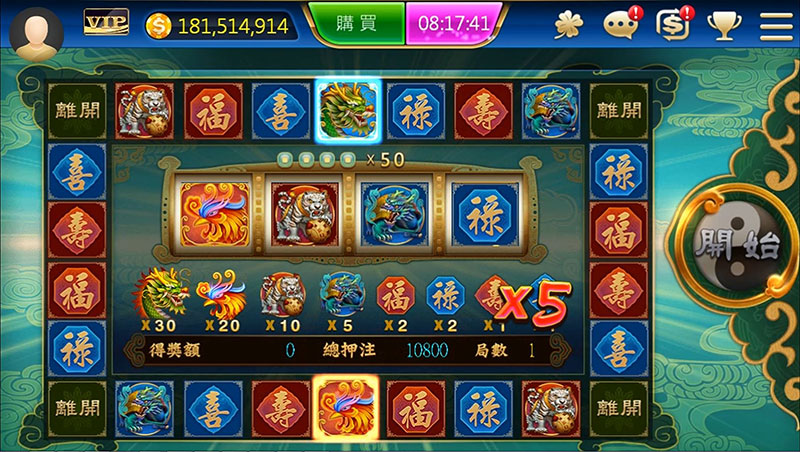 VIP 181,514,914 購買 08:17:41
離開 福 喜 祿 壽 離開
x50
喜 祿
祿
壽 福
福 壽
x30 x20 x10 x5 x2 x2 x1 x5
祿 喜
得獎額 0 總押注 10800 局數 1
離開 喜 壽 福 祿 離開
開始
福 祿 壽